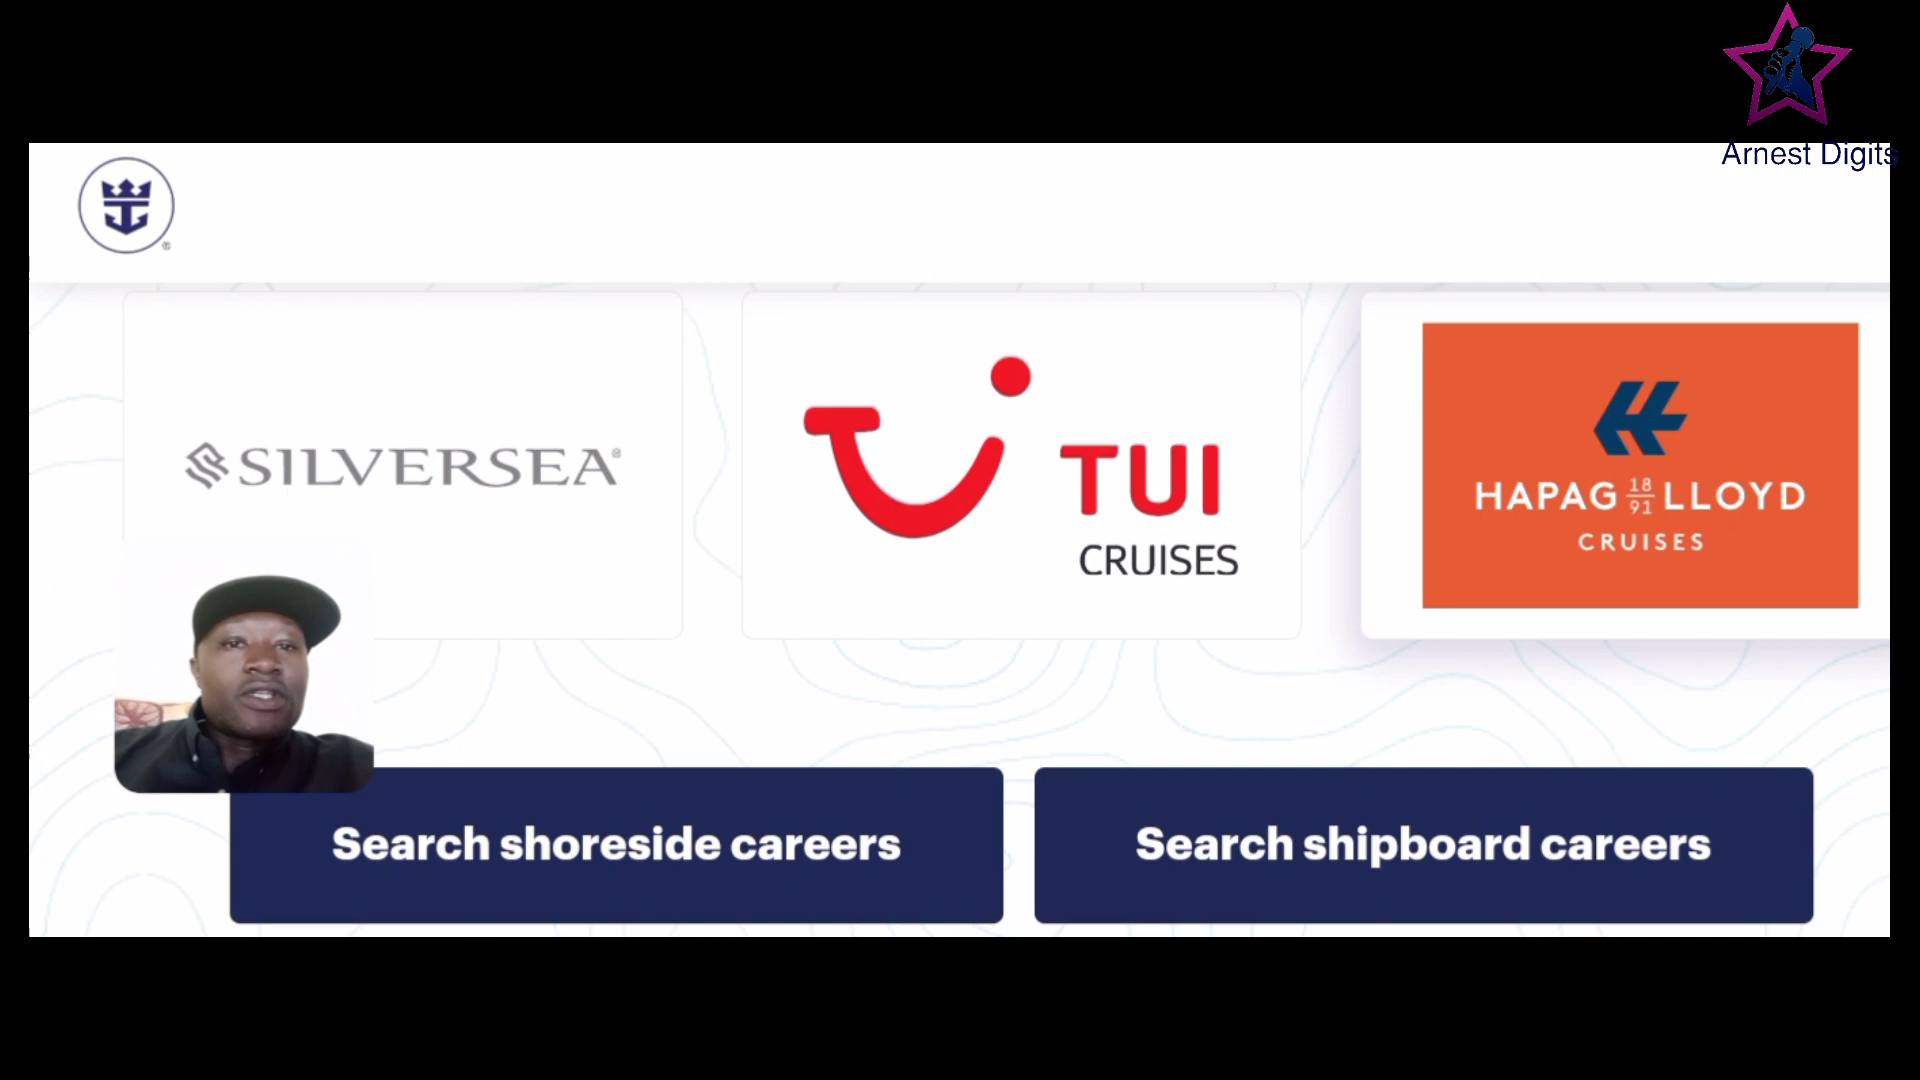 Arnest Digits
®
SILVERSEA®
TUI
CRUISES
HAPAG 18 91 LLOYD
CRUISES
Search shoreside careers
Search shipboard careers